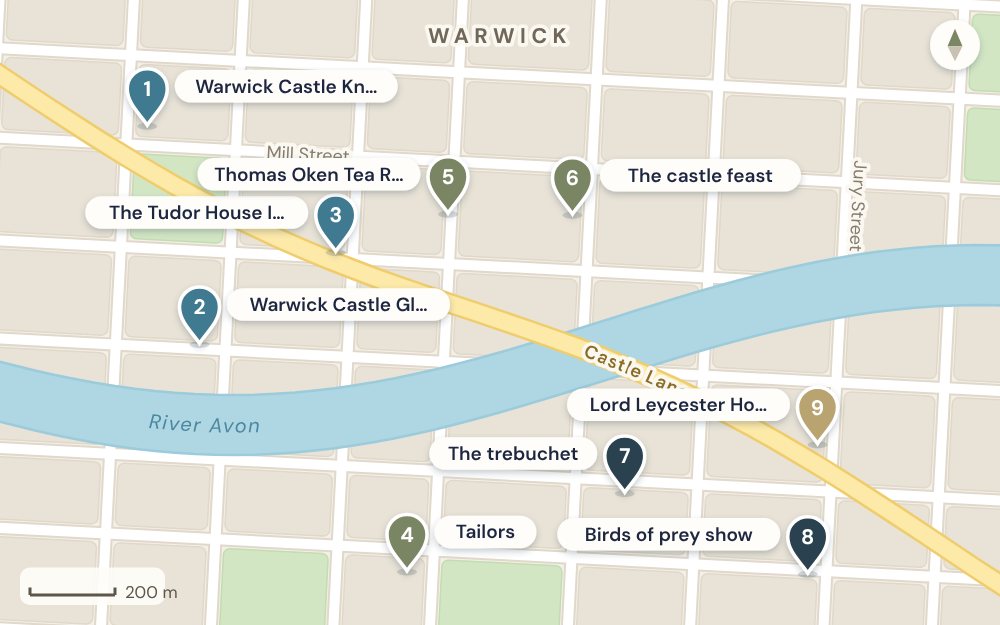 WARWICK
1
Warwick Castle Kn...
Mill Street
Thomas Oken Tea R...
5
6
The castle feast
Jury Street
The Tudor House I...
3
2
Warwick Castle Gl...
Castle Lan
Lord Leycester Ho...
9
River Avon
The trebuchet
7
4
Tailors
Birds of prey show
8
200 m